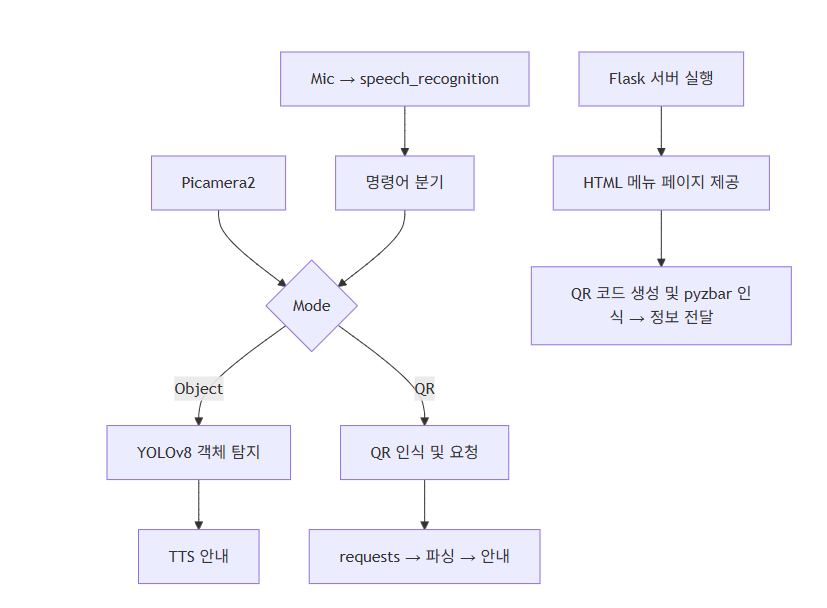 Mic → speech_recognition
Flask 서버 실행
Picamera2
명령어 분기
HTML 메뉴 페이지 제공
QR 코드 생성 및 pyzbar 인
식 → 정보 전달
Mode
Object
QR
YOLOv8 객체 탐지
QR 인식 및 요청
TTS 안내
requests → 파싱 → 안내